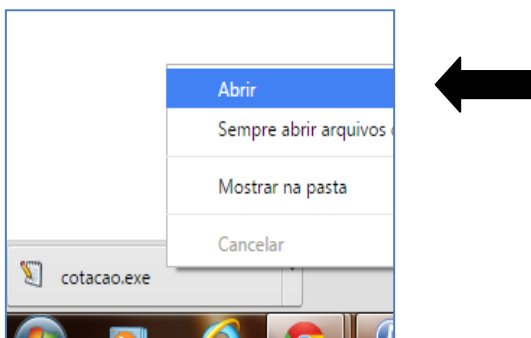 Abrir
Sempre abrir arquivos
Mostrar na pasta
Cancelar
cotacao.exe